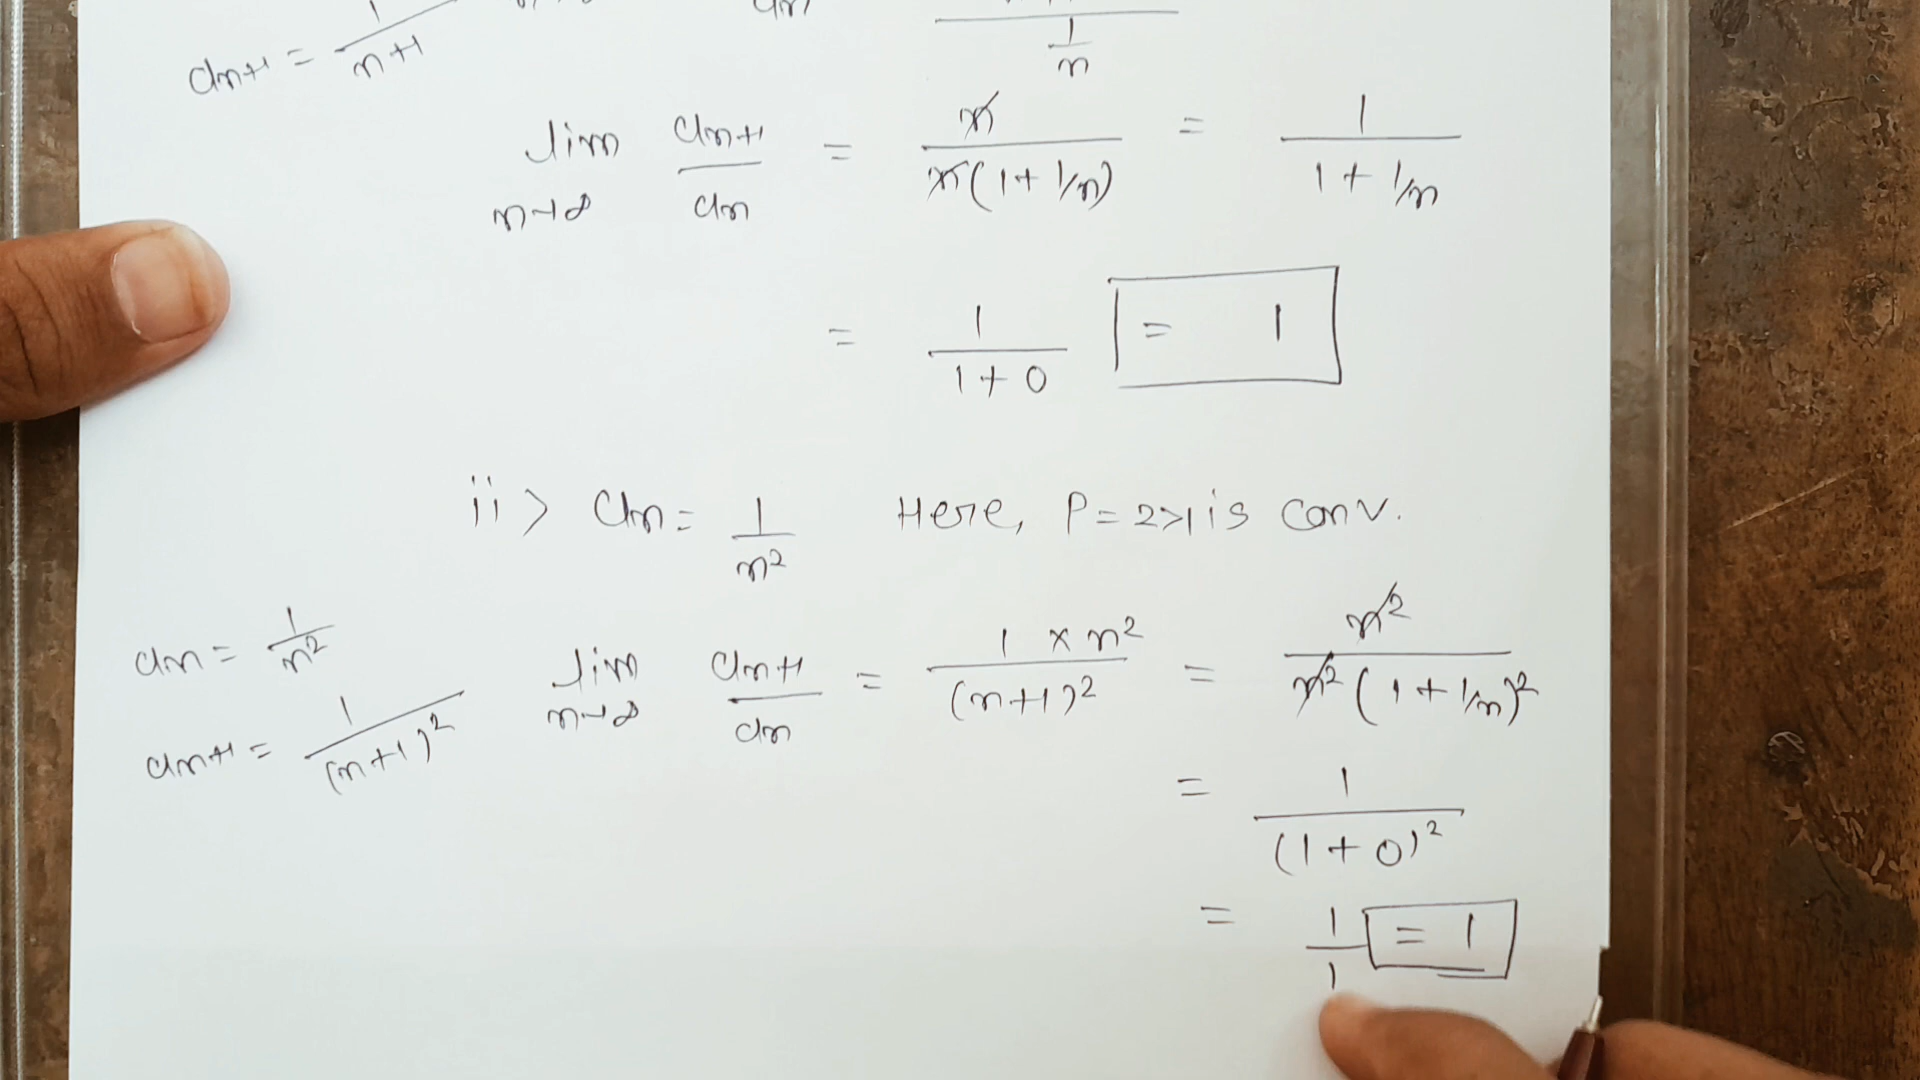 an+1 = 1/(n+1)
1/n
lim n→∞ an+1/an = n/(n(1+1/n)) = 1/(1+1/n)
= 1/(1+0) = 1
ii> an = 1/n² Here, P=2>1 is conv.
an = 1/n²
an+1 = 1/(n+1)²
lim n→∞ an+1/an = (1×n²)/(n+1)² = n²/(n²(1+1/n)²)
= 1/(1+0)²
= 1/1 = 1